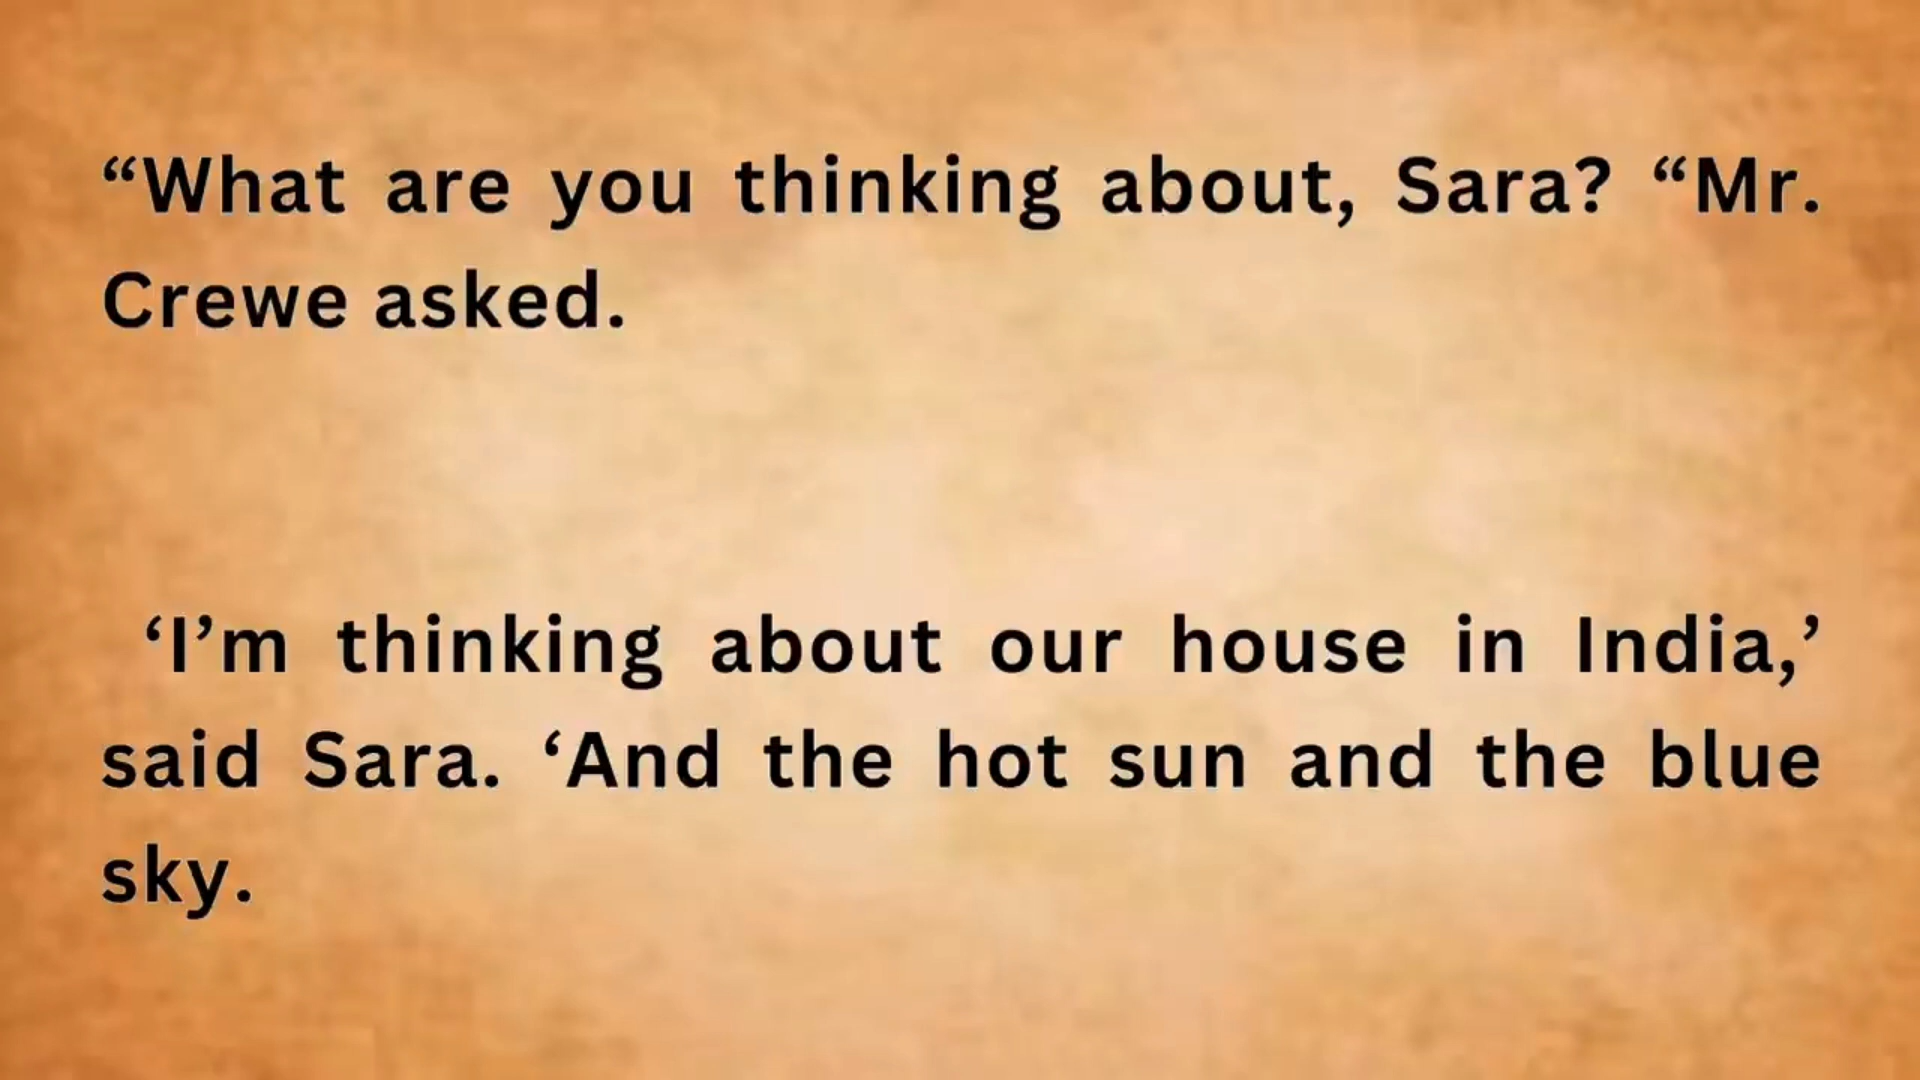 “What are you thinking about, Sara? “Mr.
Crewe asked.
‘I’m thinking about our house in India,’
said Sara. ‘And the hot sun and the blue
sky.